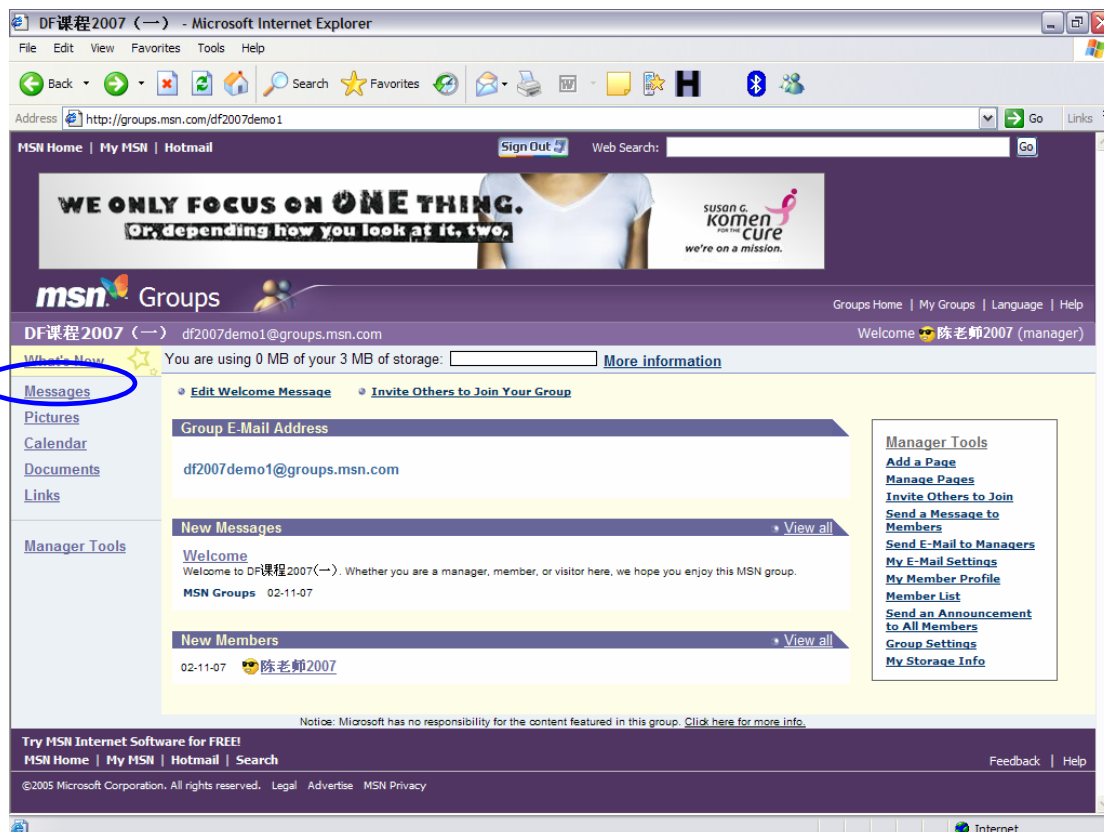 DF课程2007（一） - Microsoft Internet Explorer
File Edit View Favorites Tools Help
Back Search Favorites
Address http://groups.msn.com/df2007demo1 Go Links
MSN Home | My MSN | Hotmail Sign Out Web Search: Go
WE ONLY FOCUS ON ONE THING.
Or, depending how you look at it, two.
susan G.
Komen
FOR THE
CURE
we're on a mission.
msn Groups
Groups Home | My Groups | Language | Help
DF课程2007（一） df2007demo1@groups.msn.com Welcome 陈老师2007 (manager)
What's New
You are using 0 MB of your 3 MB of storage: More information
Messages
Pictures
Calendar
Documents
Links
Manager Tools
Edit Welcome Message Invite Others to Join Your Group
Group E-Mail Address
df2007demo1@groups.msn.com
New Messages View all
Welcome
Welcome to DF课程2007(一). Whether you are a manager, member, or visitor here, we hope you enjoy this MSN group.
MSN Groups 02-11-07
New Members View all
02-11-07 陈老师2007
Manager Tools
Add a Page
Manage Pages
Invite Others to Join
Send a Message to
Members
Send E-Mail to Managers
My E-Mail Settings
My Member Profile
Member List
Send an Announcement
to All Members
Group Settings
My Storage Info
Notice: Microsoft has no responsibility for the content featured in this group. Click here for more info.
Try MSN Internet Software for FREE!
MSN Home | My MSN | Hotmail | Search
Feedback | Help
©2005 Microsoft Corporation. All rights reserved. Legal Advertise MSN Privacy
Internet